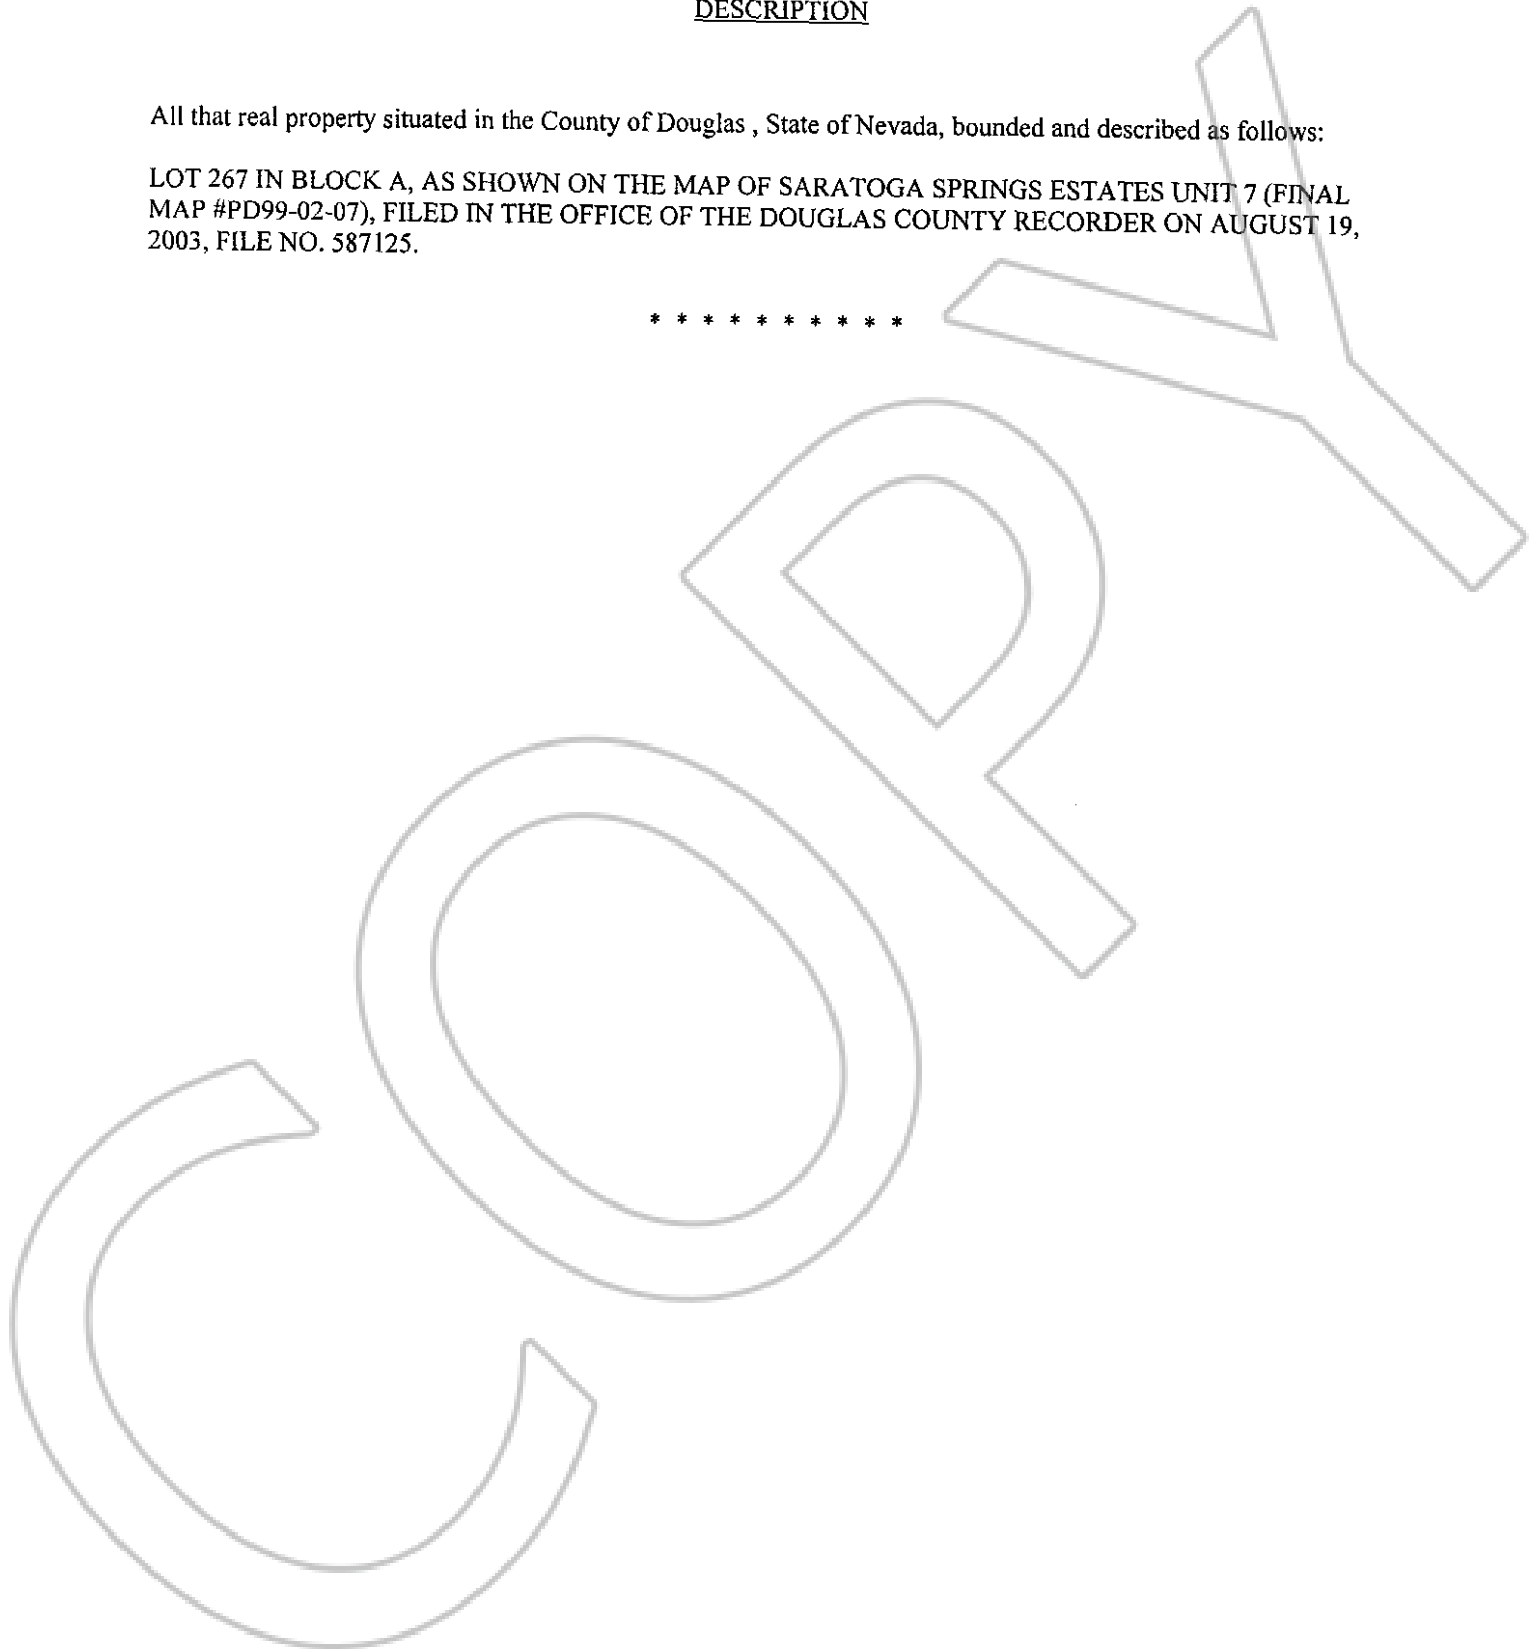 DESCRIPTION
All that real property situated in the County of Douglas , State of Nevada, bounded and described as follows:
LOT 267 IN BLOCK A, AS SHOWN ON THE MAP OF SARATOGA SPRINGS ESTATES UNIT 7 (FINAL
MAP #PD99-02-07), FILED IN THE OFFICE OF THE DOUGLAS COUNTY RECORDER ON AUGUST 19,
2003, FILE NO. 587125.
* * * * * * * * * *
COPY